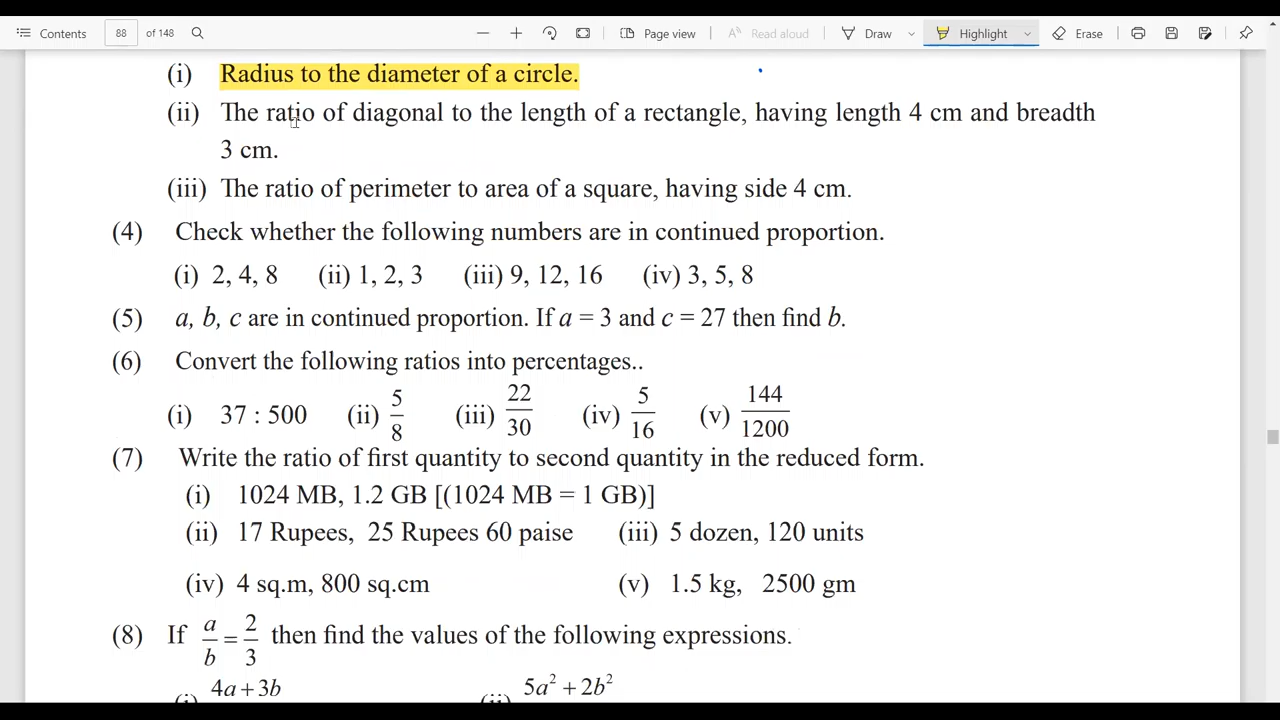 Contents 88 of 148 Page view Read aloud Draw Highlight Erase
(i) Radius to the diameter of a circle.
(ii) The ratio of diagonal to the length of a rectangle, having length 4 cm and breadth
3 cm.
(iii) The ratio of perimeter to area of a square, having side 4 cm.
(4) Check whether the following numbers are in continued proportion.
(i) 2, 4, 8 (ii) 1, 2, 3 (iii) 9, 12, 16 (iv) 3, 5, 8
(5) a, b, c are in continued proportion. If a = 3 and c = 27 then find b.
(6) Convert the following ratios into percentages..
(i) 37 : 500 (ii) 5/8 (iii) 22/30 (iv) 5/16 (v) 144/1200
(7) Write the ratio of first quantity to second quantity in the reduced form.
(i) 1024 MB, 1.2 GB [(1024 MB = 1 GB)]
(ii) 17 Rupees, 25 Rupees 60 paise (iii) 5 dozen, 120 units
(iv) 4 sq.m, 800 sq.cm (v) 1.5 kg, 2500 gm
(8) If a/b = 2/3 then find the values of the following expressions.
(i) 4a + 3b (ii) 5a² + 2b²